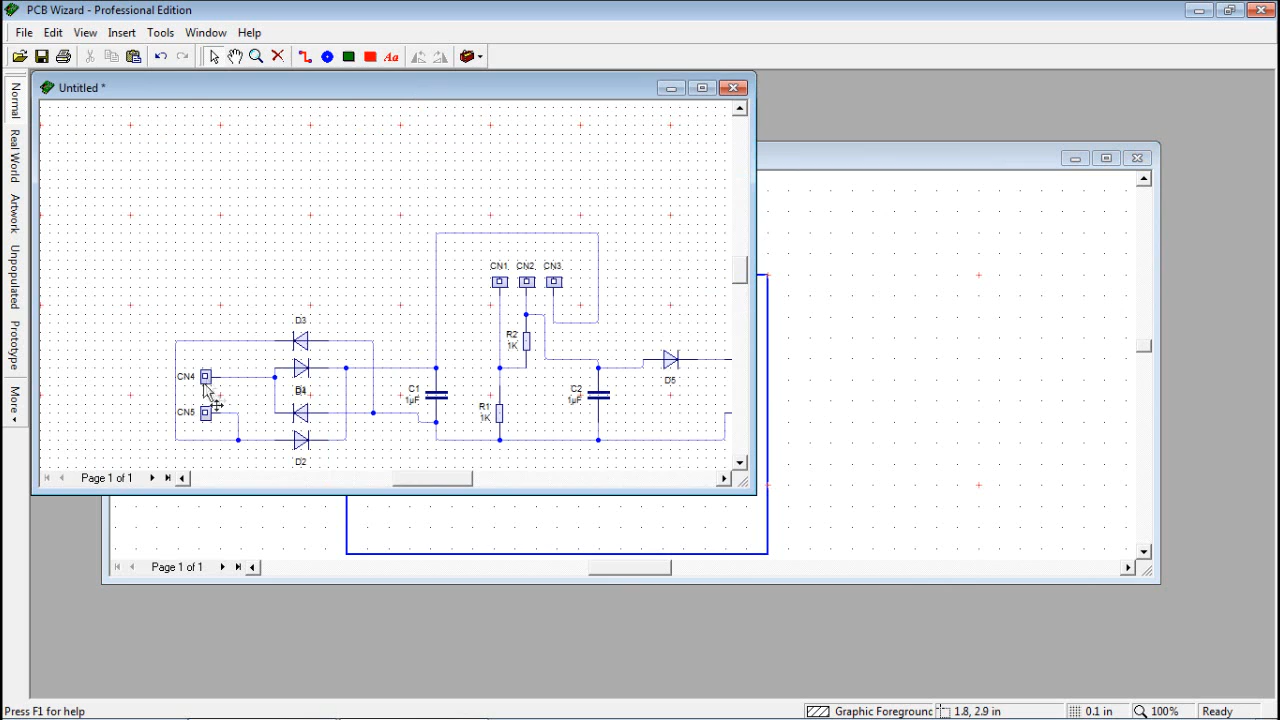 PCB Wizard - Professional Edition
File Edit View Insert Tools Window Help
Aa
Normal
Real World
Artwork
Unpopulated
Prototype
More
Untitled *
CN1 CN2 CN3
D3
R2
1K
CN4
D5
C1
1µF
C2
1µF
R1
1K
CN5
D2
Page 1 of 1
Page 1 of 1
Press F1 for help
Graphic Foreground
1.8, 2.9 in
0.1 in
100%
Ready